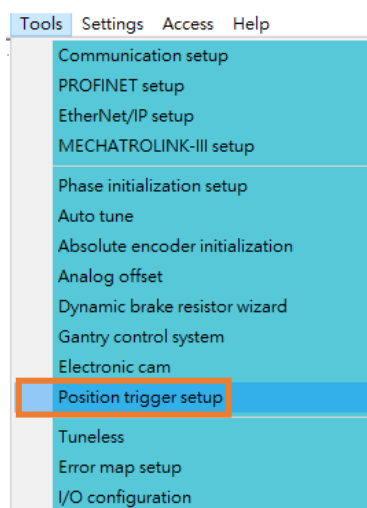 Tools Settings Access Help
Communication setup
PROFINET setup
EtherNet/IP setup
MECHATROLINK-III setup
Phase initialization setup
Auto tune
Absolute encoder initialization
Analog offset
Dynamic brake resistor wizard
Gantry control system
Electronic cam
Position trigger setup
Tuneless
Error map setup
I/O configuration